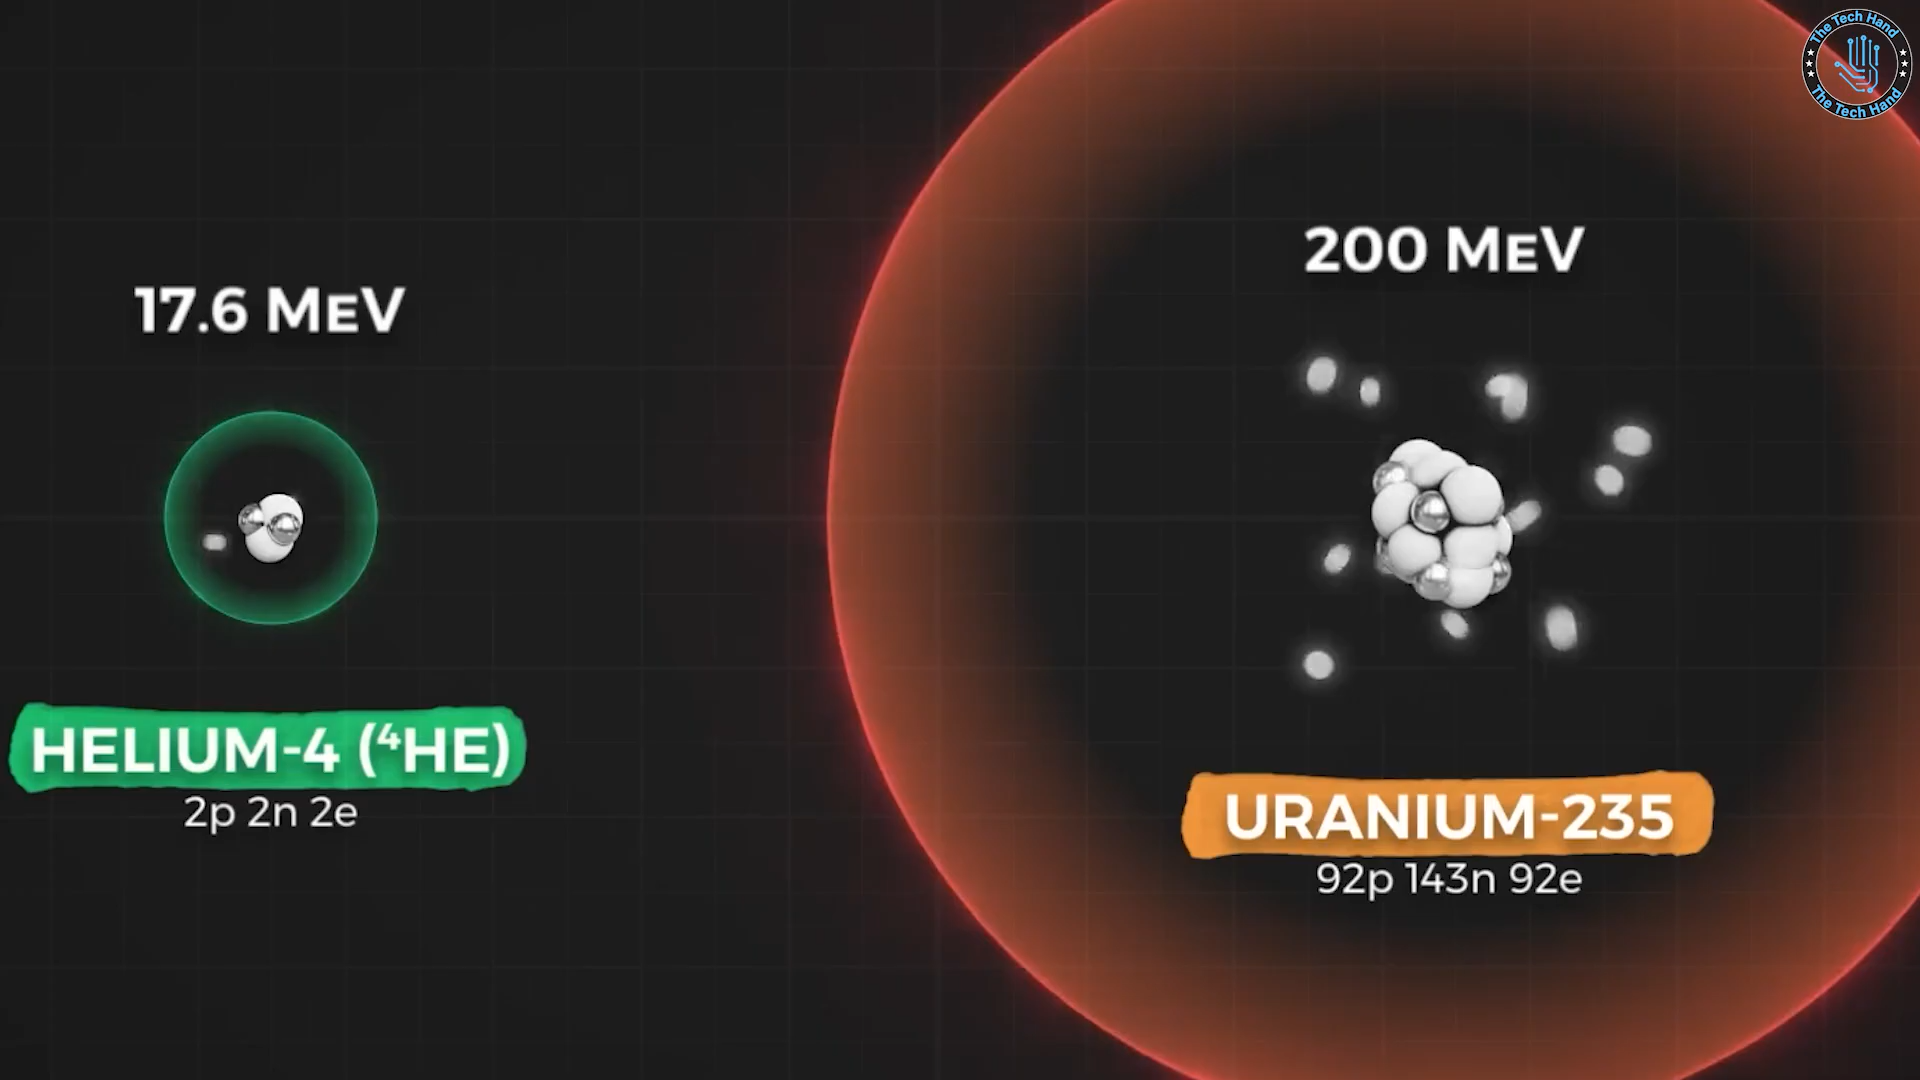 17.6 MEV
HELIUM-4 (⁴HE)
2p 2n 2e
200 MEV
URANIUM-235
92p 143n 92e
The Tech Hand
The Tech Hand